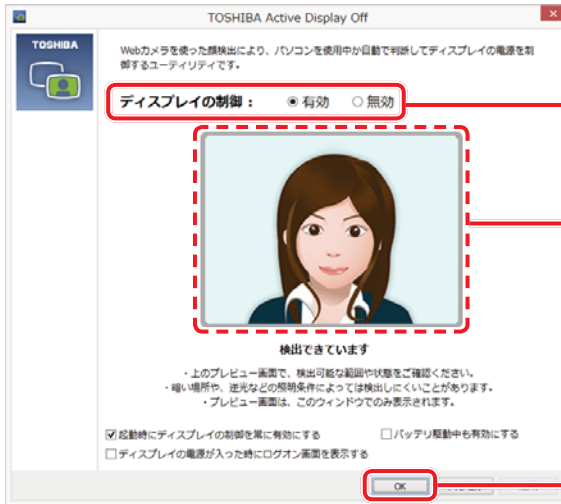 TOSHIBA Active Display Off
TOSHIBA
Webカメラを使った顔検出により、パソコンを使用中か自動で判断してディスプレイの電源を制
御するユーティリティです。
ディスプレイの制御： 有効 無効
検出できています
・上のプレビュー画面で、検出可能な範囲や状態をご確認ください。
・暗い場所や、逆光などの照明条件によっては検出しにくいことがあります。
・プレビュー画面は、このウィンドウでのみ表示されます。
起動時にディスプレイの制御を常に有効にする バッテリ駆動中も有効にする
ディスプレイの電源が入った時にログオン画面を表示する
OK